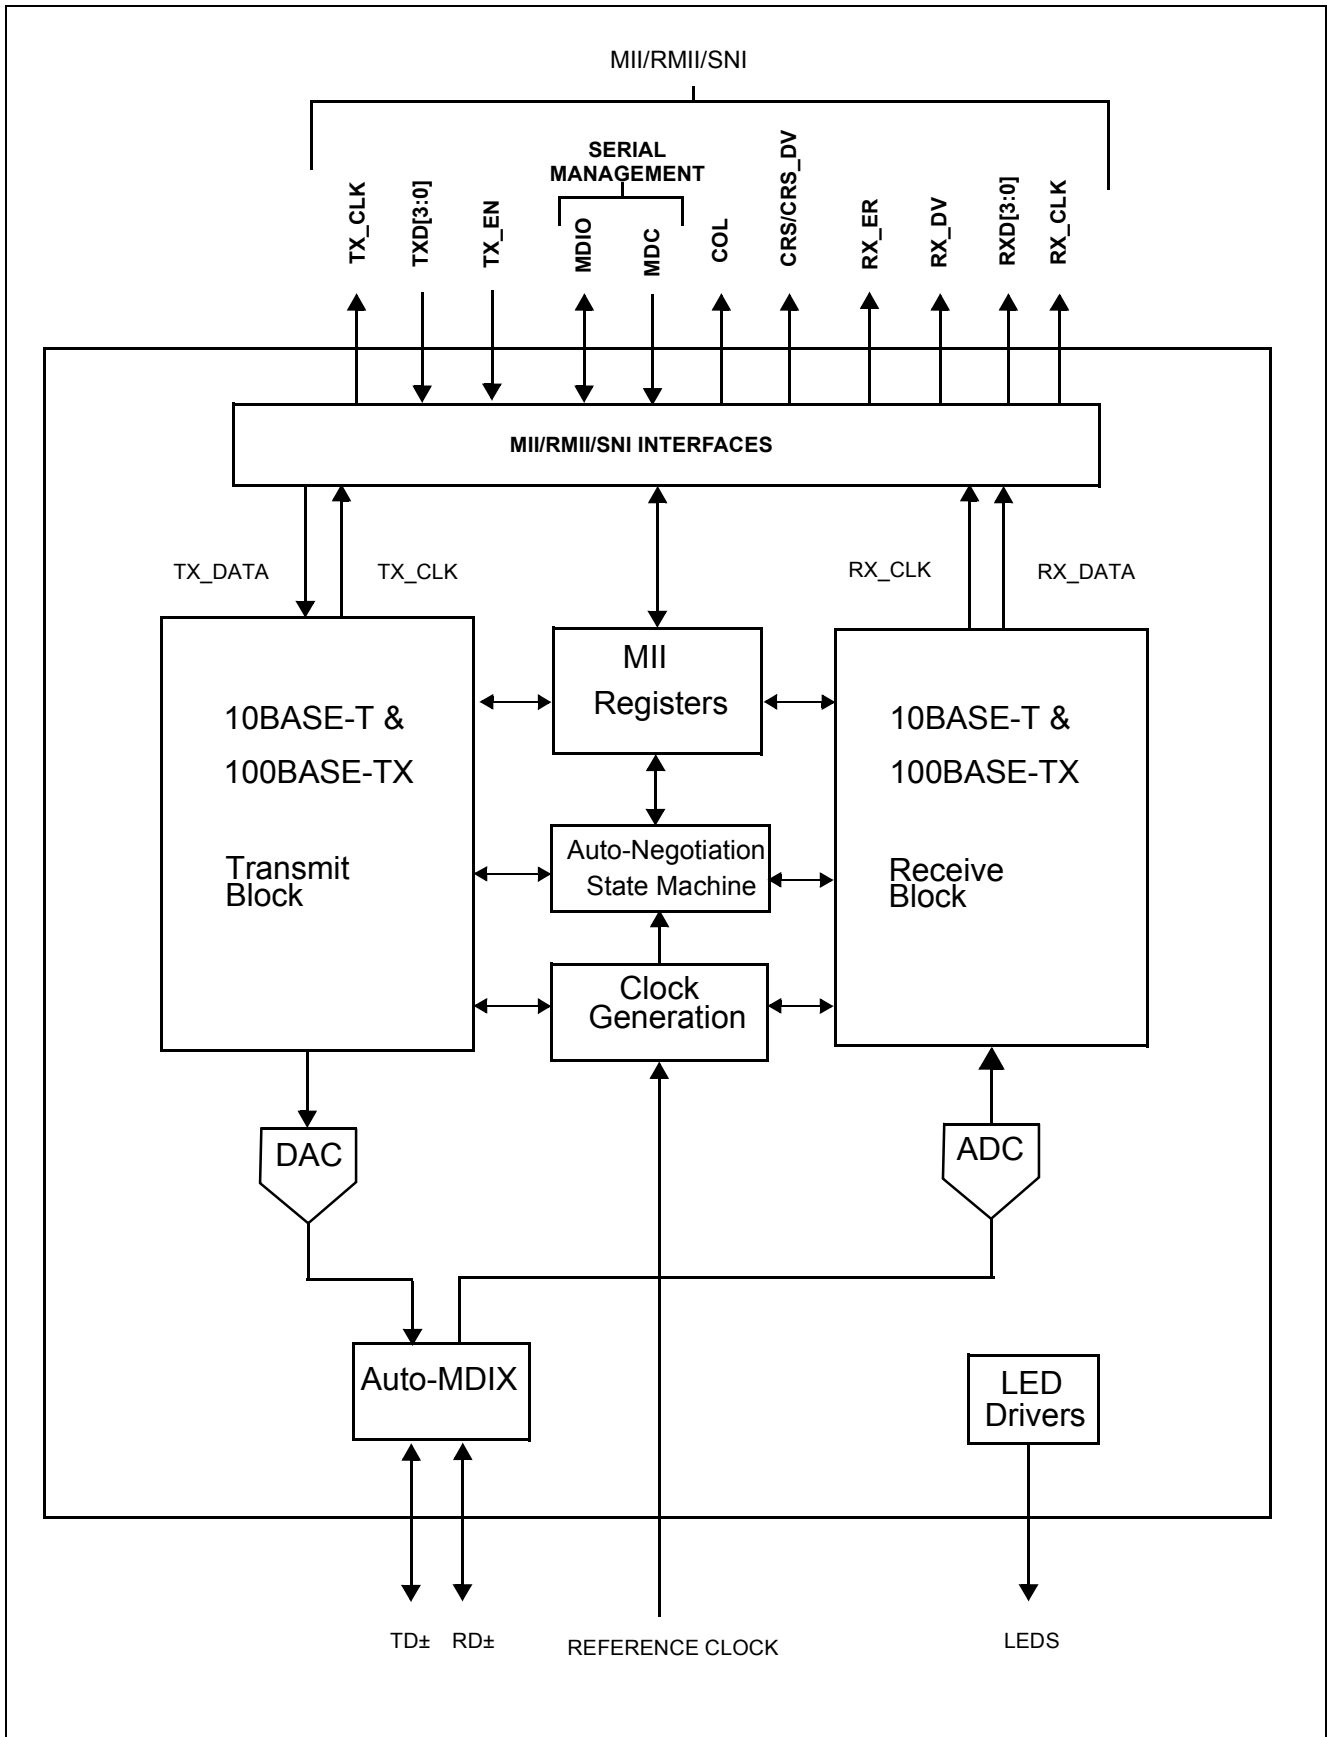 MII/RMII/SNI
SERIAL
MANAGEMENT
TX_CLK
TXD[3:0]
TX_EN
MDIO
MDC
COL
CRS/CRS_DV
RX_ER
RX_DV
RXD[3:0]
RX_CLK
MII/RMII/SNI INTERFACES
TX_DATA
TX_CLK
RX_CLK
RX_DATA
10BASE-T &
100BASE-TX
Transmit
Block
MII
Registers
Auto-Negotiation
State Machine
Clock
Generation
10BASE-T &
100BASE-TX
Receive
Block
DAC
ADC
Auto-MDIX
LED
Drivers
TD±
RD±
REFERENCE CLOCK
LEDS